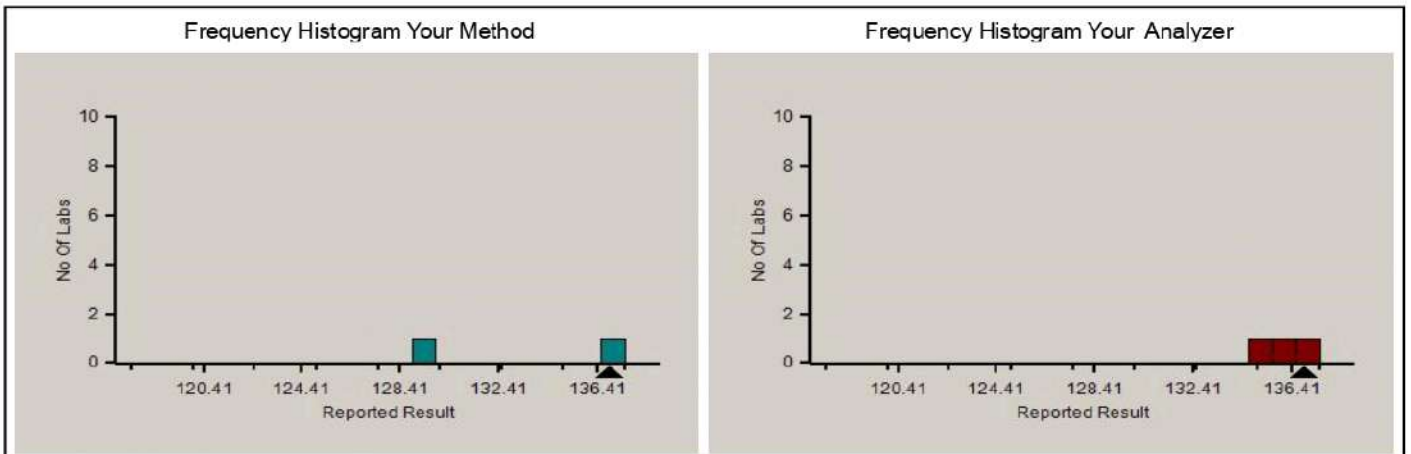 Frequency Histogram Your Method
10
8
6
4
2
0
No Of Labs
120.41 124.41 128.41 132.41 136.41
Reported Result
Frequency Histogram Your Analyzer
10
8
6
4
2
0
No Of Labs
120.41 124.41 128.41 132.41 136.41
Reported Result